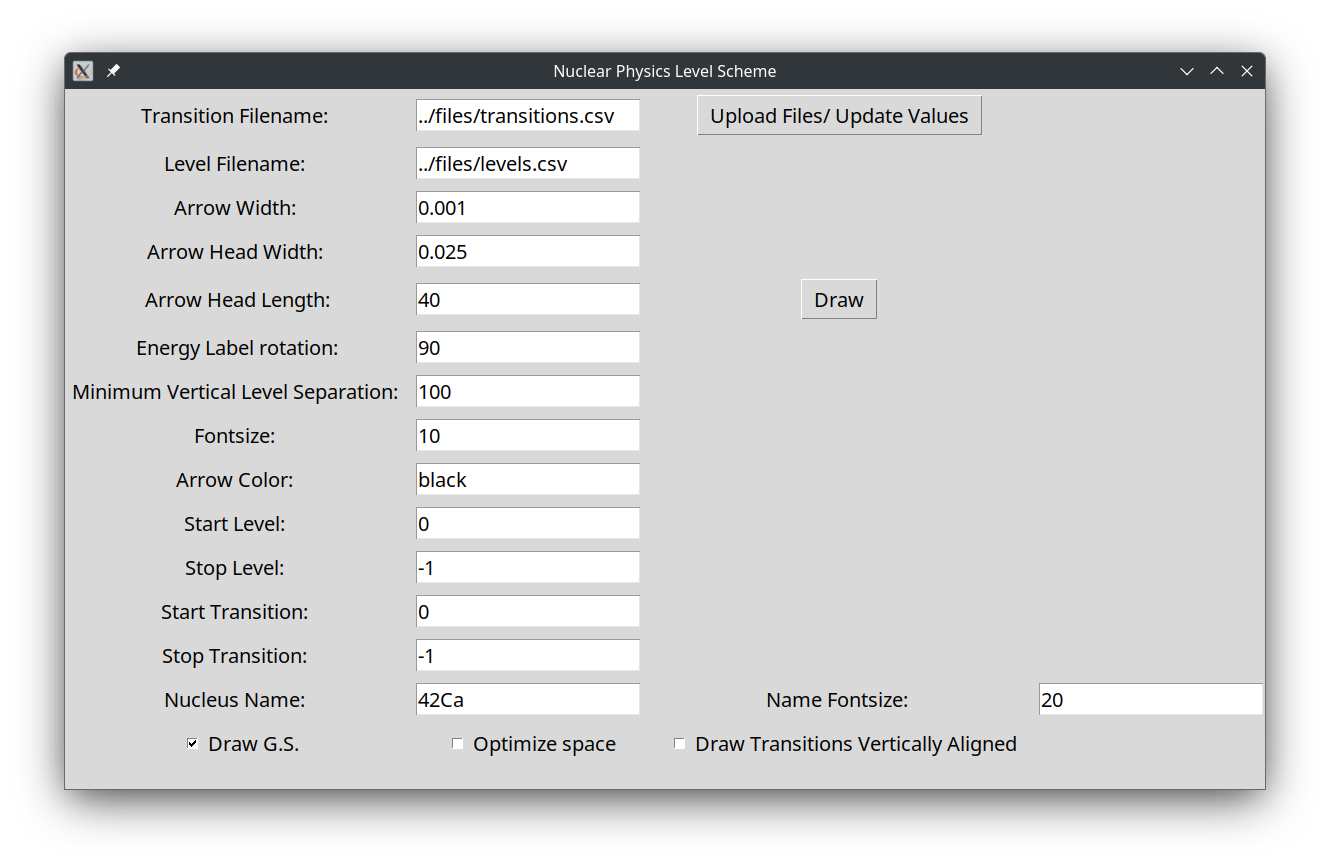 Nuclear Physics Level Scheme
Transition Filename: ../files/transitions.csv Upload Files/ Update Values
Level Filename: ../files/levels.csv
Arrow Width: 0.001
Arrow Head Width: 0.025
Arrow Head Length: 40 Draw
Energy Label rotation: 90
Minimum Vertical Level Separation: 100
Fontsize: 10
Arrow Color: black
Start Level: 0
Stop Level: -1
Start Transition: 0
Stop Transition: -1
Nucleus Name: 42Ca Name Fontsize: 20
Draw G.S. Optimize space Draw Transitions Vertically Aligned